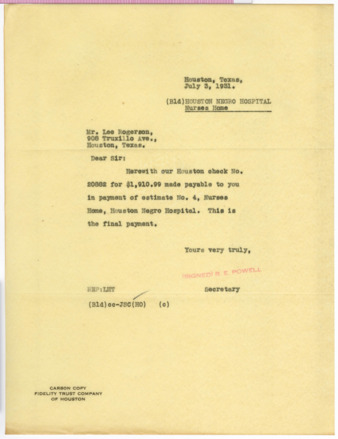 Houston, Texas,
July 3, 1931.
(Bld)HOUSTON NEGRO HOSPITAL
Nurses Home
Mr. Lee Rogerson,
908 Truxillo Ave.,
Houston, Texas.
Dear Sir:
Herewith our Houston check No.
20882 for $1,910.99 made payable to you
in payment of estimate No. 4, Nurses
Home, Houston Negro Hospital. This is
the final payment.
Yours very truly,
(SIGNED) R. E. POWELL
Secretary
(Bld)cc-JHC(HO) (c)
CARBON COPY
FIDELITY TRUST COMPANY
OF HOUSTON